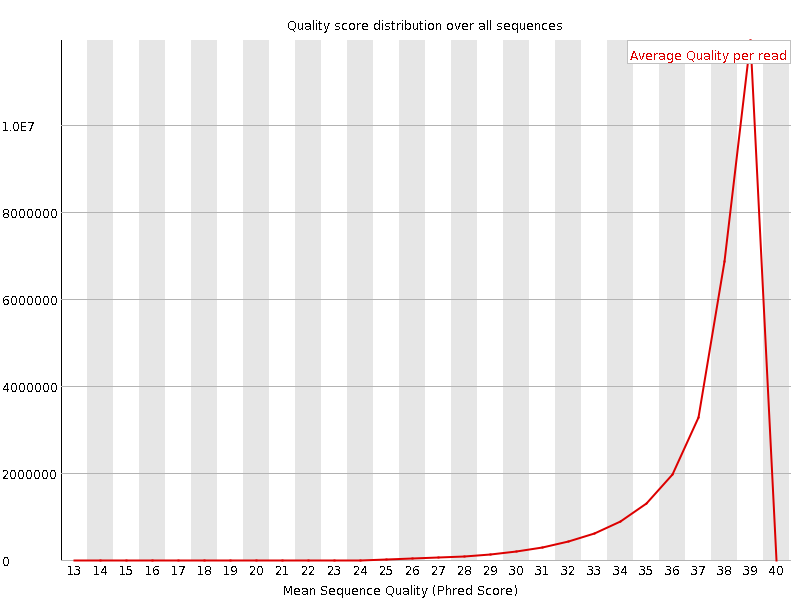 Quality score distribution over all sequences
Average Quality per read
1.0E7
8000000
6000000
4000000
2000000
0
13 14 15 16 17 18 19 20 21 22 23 24 25 26 27 28 29 30 31 32 33 34 35 36 37 38 39 40
Mean Sequence Quality (Phred Score)